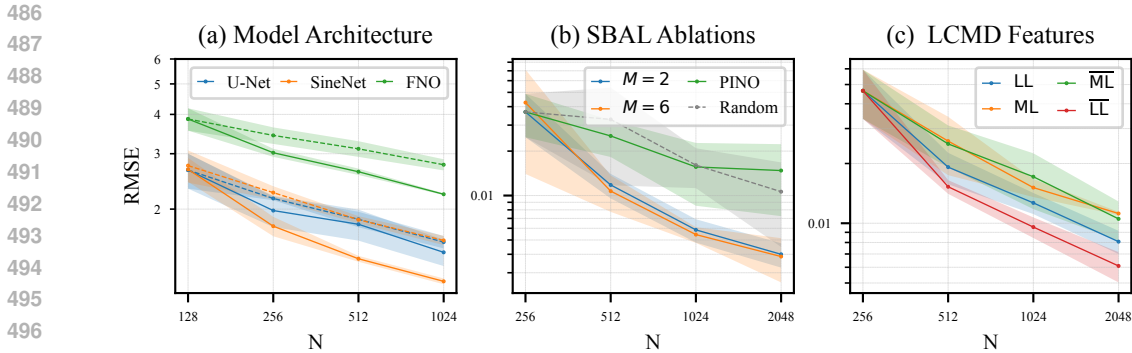 486
487
488
489
490
491
492
493
494
495
496
(a) Model Architecture
U-Net SineNet FNO
RMSE
6
5
4
3
2
128 256 512 1024
N
(b) SBAL Ablations
M = 2 PINO
M = 6 Random
0.01
256 512 1024 2048
N
(c) LCMD Features
LL \overline{ML}
ML \overline{LL}
0.01
256 512 1024 2048
N